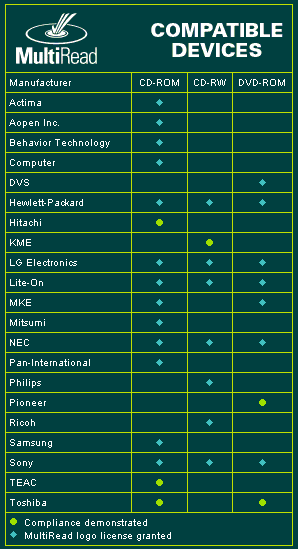 MultiRead
COMPATIBLE
DEVICES
Manufacturer CD-ROM CD-RW DVD-ROM
Actima ◆
Aopen Inc. ◆
Behavior Technology ◆
Computer ◆
DVS ◆
Hewlett-Packard ◆ ◆ ◆
Hitachi ●
KME ●
LG Electronics ◆ ◆ ◆
Lite-On ◆ ◆ ◆
MKE ◆ ◆
Mitsumi ◆
NEC ◆ ◆ ◆
Pan-International ◆
Philips ◆
Pioneer ●
Ricoh ◆
Samsung ◆
Sony ◆ ◆ ◆
TEAC ●
Toshiba ● ●
● Compliance demonstrated
◆ MultiRead logo license granted